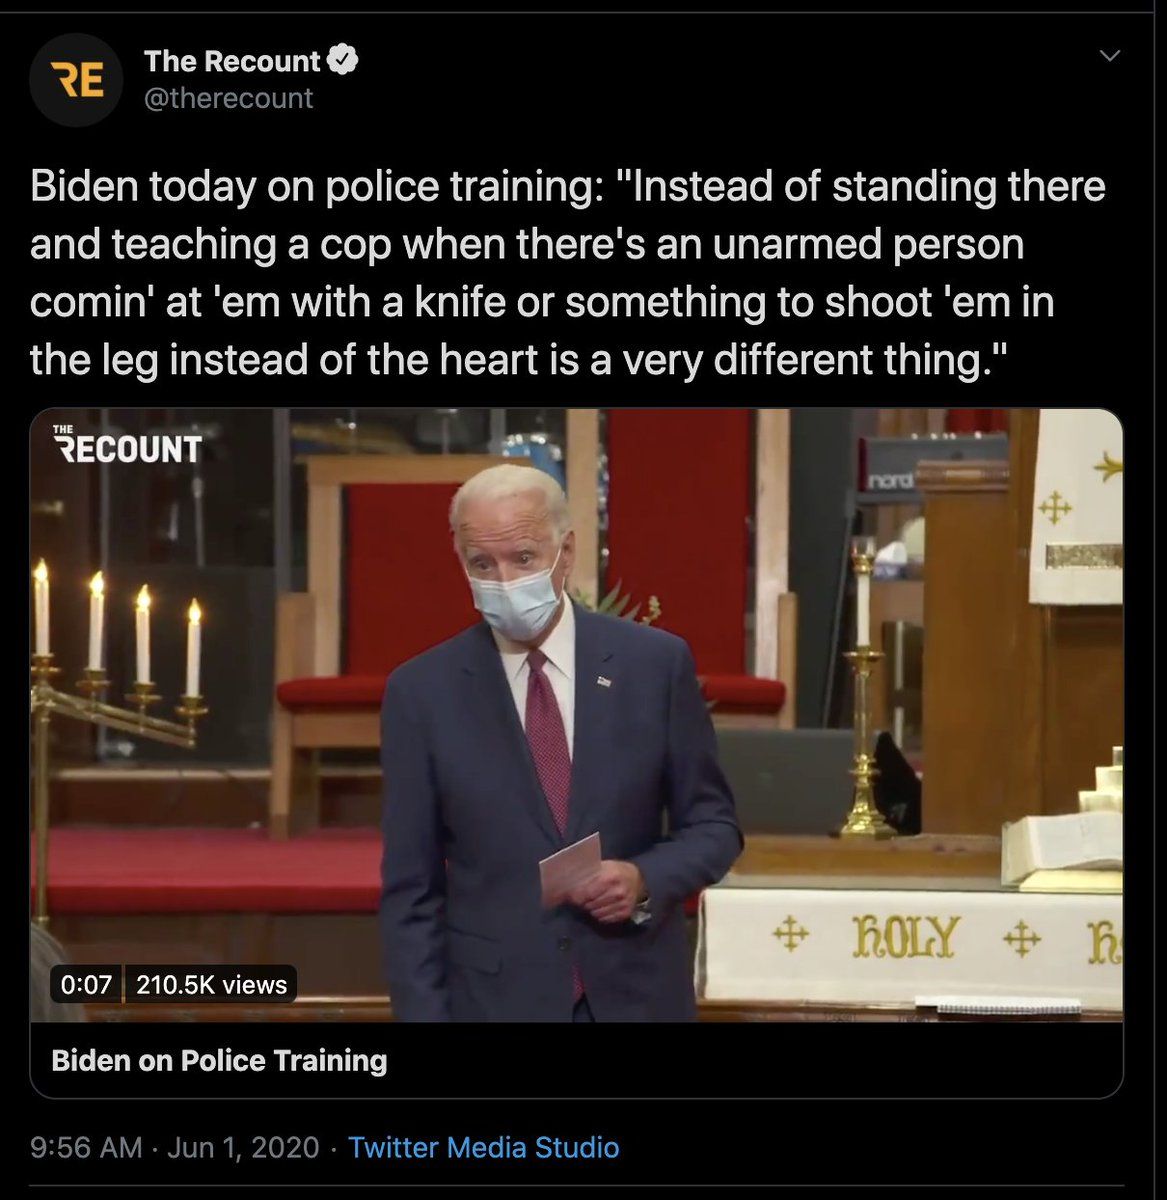 RE
The Recount
@therecount
Biden today on police training: "Instead of standing there
and teaching a cop when there's an unarmed person
comin' at 'em with a knife or something to shoot 'em in
the leg instead of the heart is a very different thing."
THE
RECOUNT
nord
HOLY
H
0:07 210.5K views
Biden on Police Training
9:56 AM · Jun 1, 2020 · Twitter Media Studio